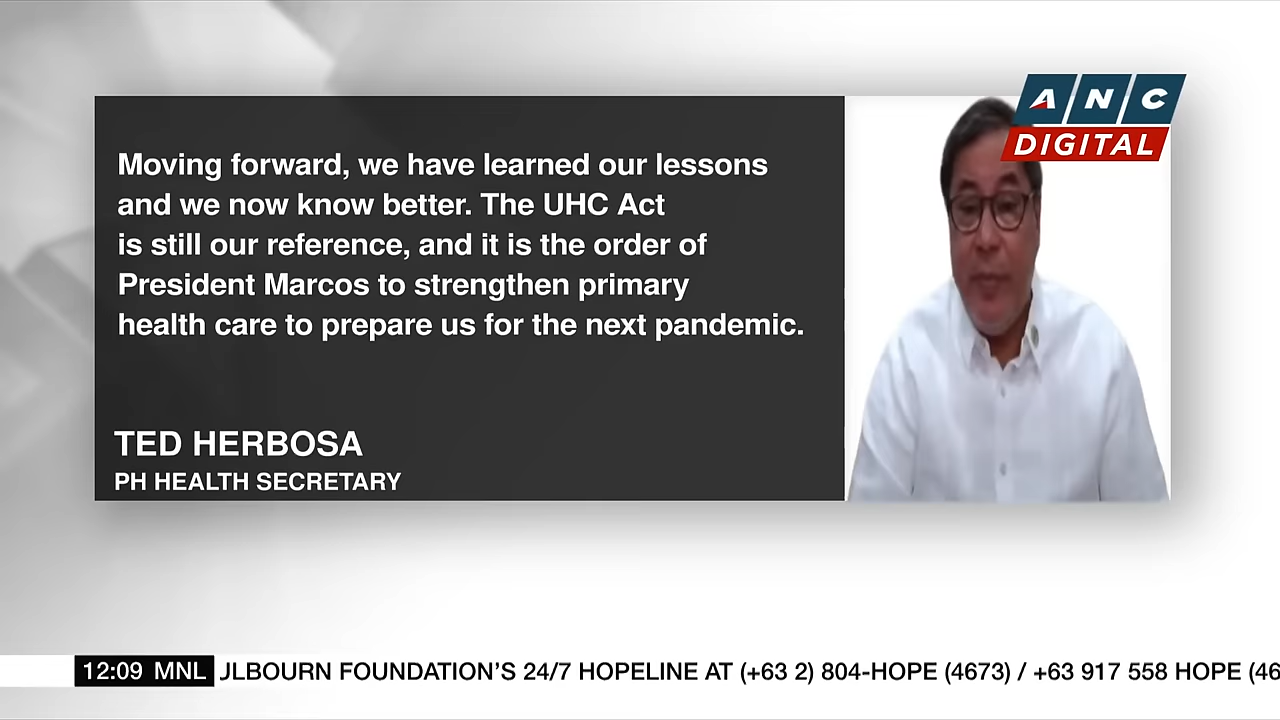 ANC
DIGITAL
Moving forward, we have learned our lessons
and we now know better. The UHC Act
is still our reference, and it is the order of
President Marcos to strengthen primary
health care to prepare us for the next pandemic.
TED HERBOSA
PH HEALTH SECRETARY
12:09 MNL JLBOURN FOUNDATION’S 24/7 HOPELINE AT (+63 2) 804-HOPE (4673) / +63 917 558 HOPE (46